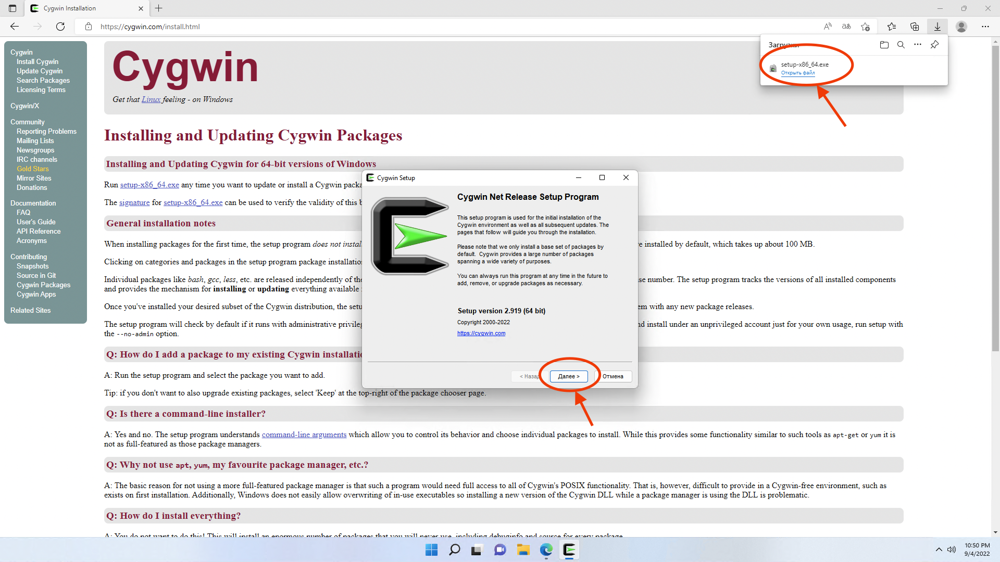 Cygwin Installation
https://cygwin.com/install.html
Загрузки
setup-x86_64.exe
Открыть файл
Cygwin
Install Cygwin
Update Cygwin
Search Packages
Licensing Terms
Cygwin/X
Community
Reporting Problems
Mailing Lists
Newsgroups
IRC channels
Gold Stars
Mirror Sites
Donations
Documentation
FAQ
User's Guide
API Reference
Acronyms
Contributing
Snapshots
Source in Git
Cygwin Packages
Cygwin Apps
Related Sites
Cygwin
Get that Linux feeling - on Windows
Installing and Updating Cygwin Packages
Installing and Updating Cygwin for 64-bit versions of Windows
Run setup-x86_64.exe any time you want to update or install a Cygwin packa
The signature for setup-x86_64.exe can be used to verify the validity of this b
General installation notes
When installing packages for the first time, the setup program does not instal e installed by default, which takes up about 100 MB.
Clicking on categories and packages in the setup program package installatio
Individual packages like bash, gcc, less, etc. are released independently of the se number. The setup program tracks the versions of all installed components
and provides the mechanism for installing or updating everything available
Once you've installed your desired subset of the Cygwin distribution, the setu em with any new package releases.
The setup program will check by default if it runs with administrative privileg nd install under an unprivileged account just for your own usage, run setup with
the --no-admin option.
Q: How do I add a package to my existing Cygwin installatio
A: Run the setup program and select the package you want to add.
Tip: if you don't want to also upgrade existing packages, select 'Keep' at the top-right of the package chooser page.
Q: Is there a command-line installer?
A: Yes and no. The setup program understands command-line arguments which allow you to control its behavior and choose individual packages to install. While this provides some functionality similar to such tools as apt-get or yum it is
not as full-featured as those package managers.
Q: Why not use apt, yum, my favourite package manager, etc.?
A: The basic reason for not using a more full-featured package manager is that such a program would need full access to all of Cygwin's POSIX functionality. That is, however, difficult to provide in a Cygwin-free environment, such as
exists on first installation. Additionally, Windows does not easily allow overwriting of in-use executables so installing a new version of the Cygwin DLL while a package manager is using the DLL is problematic.
Q: How do I install everything?
A: You do not want to do this! This will install an enormous number of packages that you will never use, including debuginfo and source for every package.
Cygwin Setup
Cygwin Net Release Setup Program
This setup program is used for the initial installation of the
Cygwin environment as well as all subsequent updates. The
pages that follow will guide you through the installation.
Please note that we only install a base set of packages by
default. Cygwin provides a large number of packages
spanning a wide variety of purposes.
You can always run this program at any time in the future to
add, remove, or upgrade packages as necessary.
Setup version 2.919 (64 bit)
Copyright 2000-2022
https://cygwin.com
< Назад
Далее >
Отмена
10:50 PM
9/4/2022